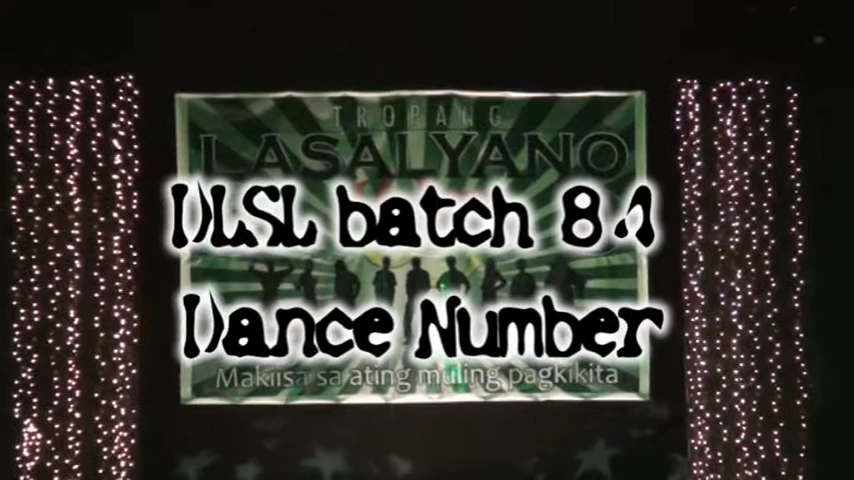 TROPANG
LASALYANO
DLSL batch 84
Dance Number
Makiisa sa ating muling pagkikita